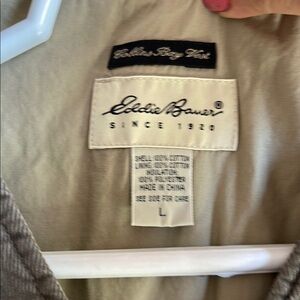 Collins Bay Vest
Eddie Bauer®
SINCE 1920
SHELL: 100% COTTON
LINING: 100% COTTON
INSULATION:
100% POLYESTER
MADE IN CHINA
SEE SIDE FOR CARE
L